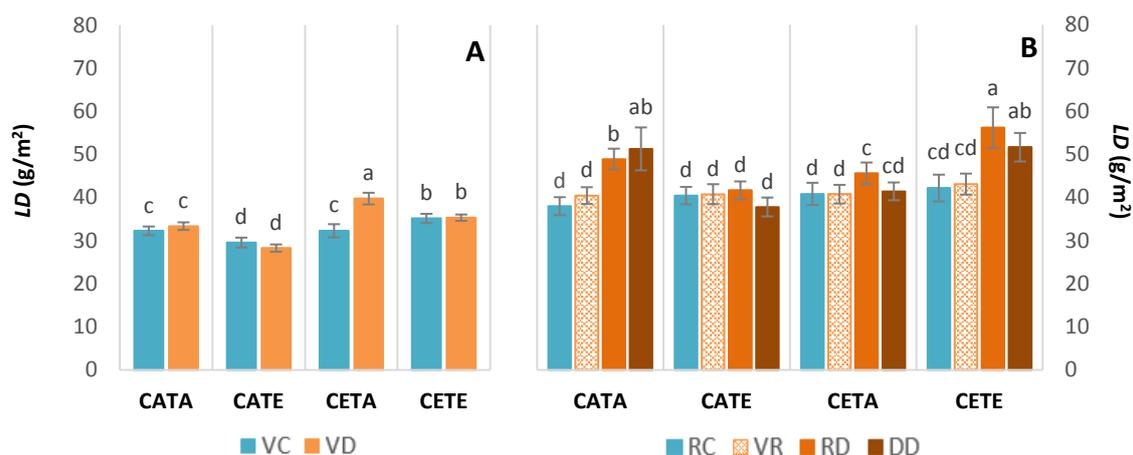 LD (g/m²)
80
70
60
50
40
30
20
10
0
A
c c d d c a b b
CATA CATE CETA CETE
VC VD
B
d d b ab d d d d d d c cd cd cd a ab
CATA CATE CETA CETE
RC VR RD DD
80
70
60
50
40
30
20
10
0
LD (g/m²)